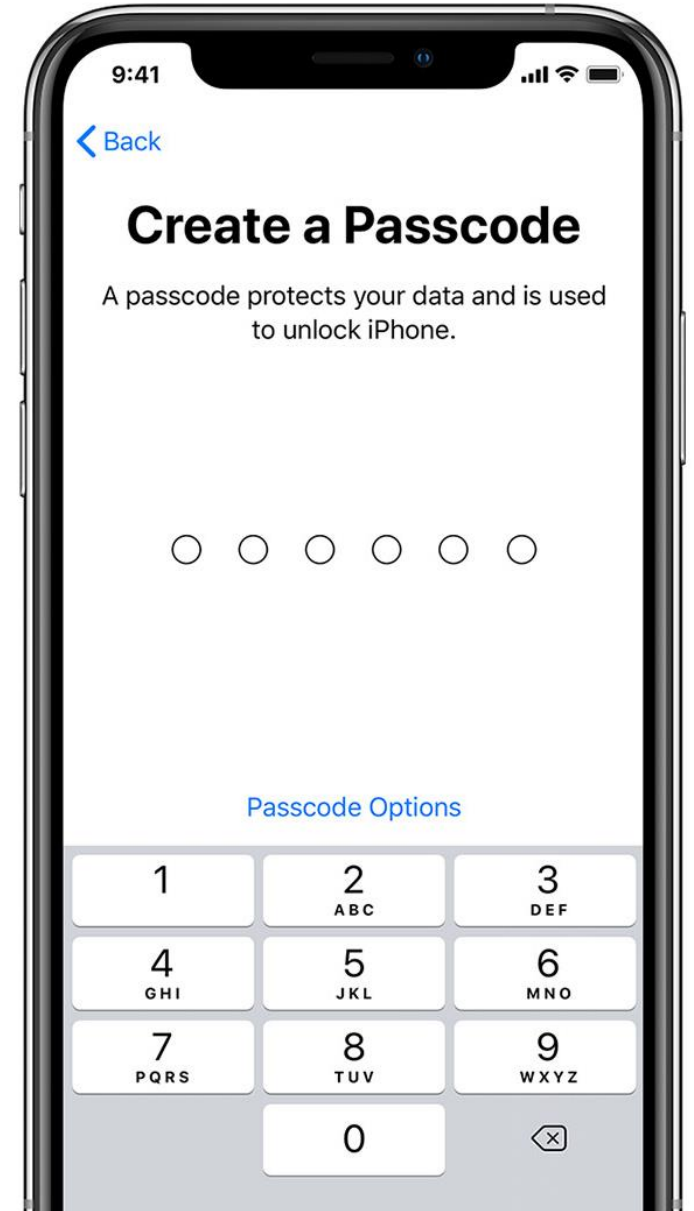 9:41
Back
Create a Passcode
A passcode protects your data and is used
to unlock iPhone.
Passcode Options
1 2 3
ABC DEF
4 5 6
GHI JKL MNO
7 8 9
PQRS TUV WXYZ
0